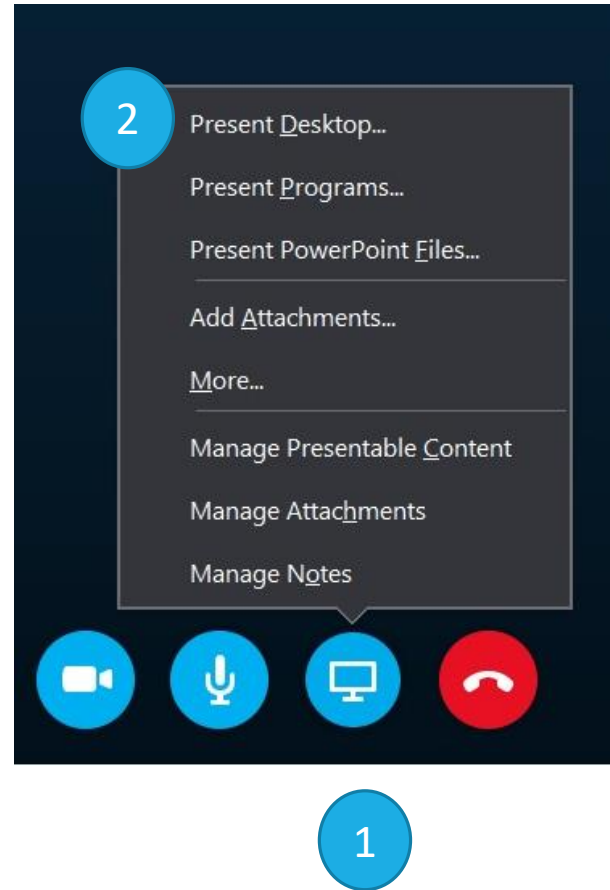 2
Present Desktop...
Present Programs...
Present PowerPoint Files...
Add Attachments...
More...
Manage Presentable Content
Manage Attachments
Manage Notes
1